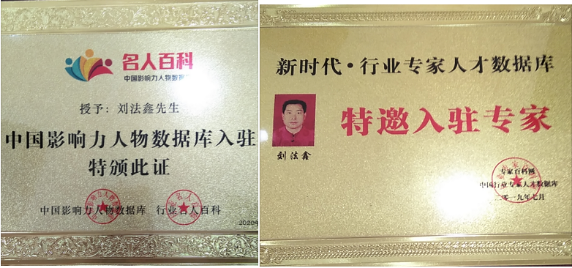 名人百科
中国影响力人物数据库
授予：刘法鑫先生
中国影响力人物数据库入驻
特颁此证
中国影响力人物数据库 行业名人百科
2020
新时代·行业专家人才数据库
特邀入驻专家
刘法鑫
专家百科网
中国行业专家人才数据库
二〇一九年七月